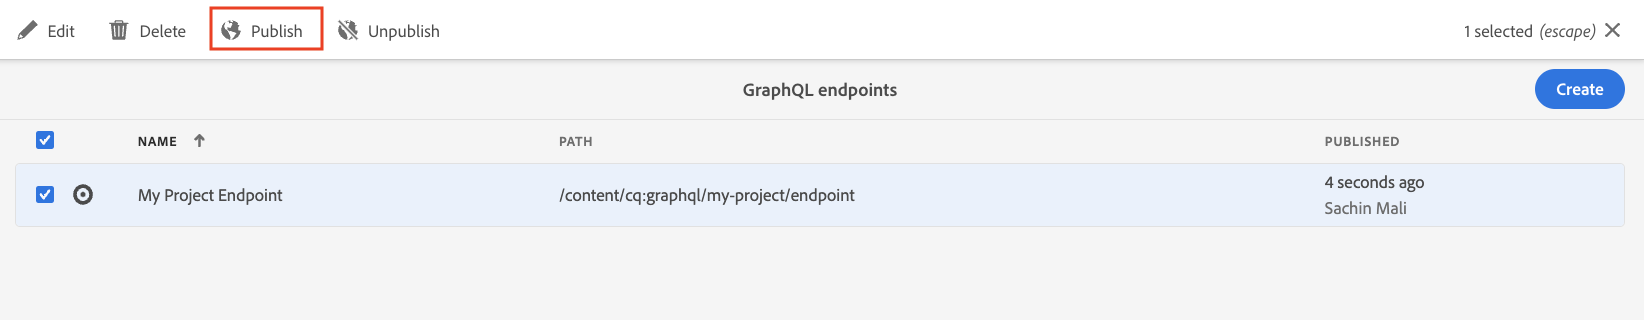 Edit Delete Publish Unpublish 1 selected (escape)
GraphQL endpoints Create
NAME PATH PUBLISHED
My Project Endpoint /content/cq:graphql/my-project/endpoint 4 seconds ago
Sachin Mali